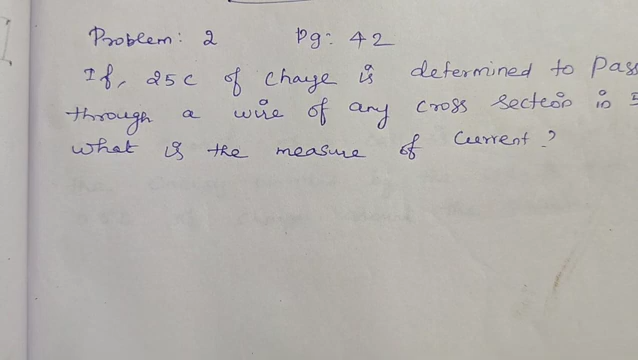 Problem: 2 Pg: 42
If, 25 C of charge is determined to pass
through a wire of any cross section in
what is the measure of current?